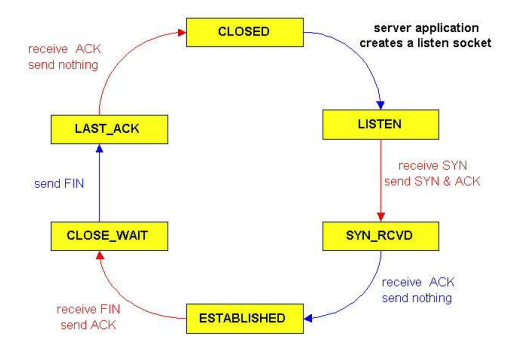 CLOSED
server application
creates a listen socket
receive ACK
send nothing
LAST_ACK
LISTEN
receive SYN
send SYN & ACK
send FIN
CLOSE_WAIT
SYN_RCVD
receive ACK
send nothing
receive FIN
send ACK
ESTABLISHED